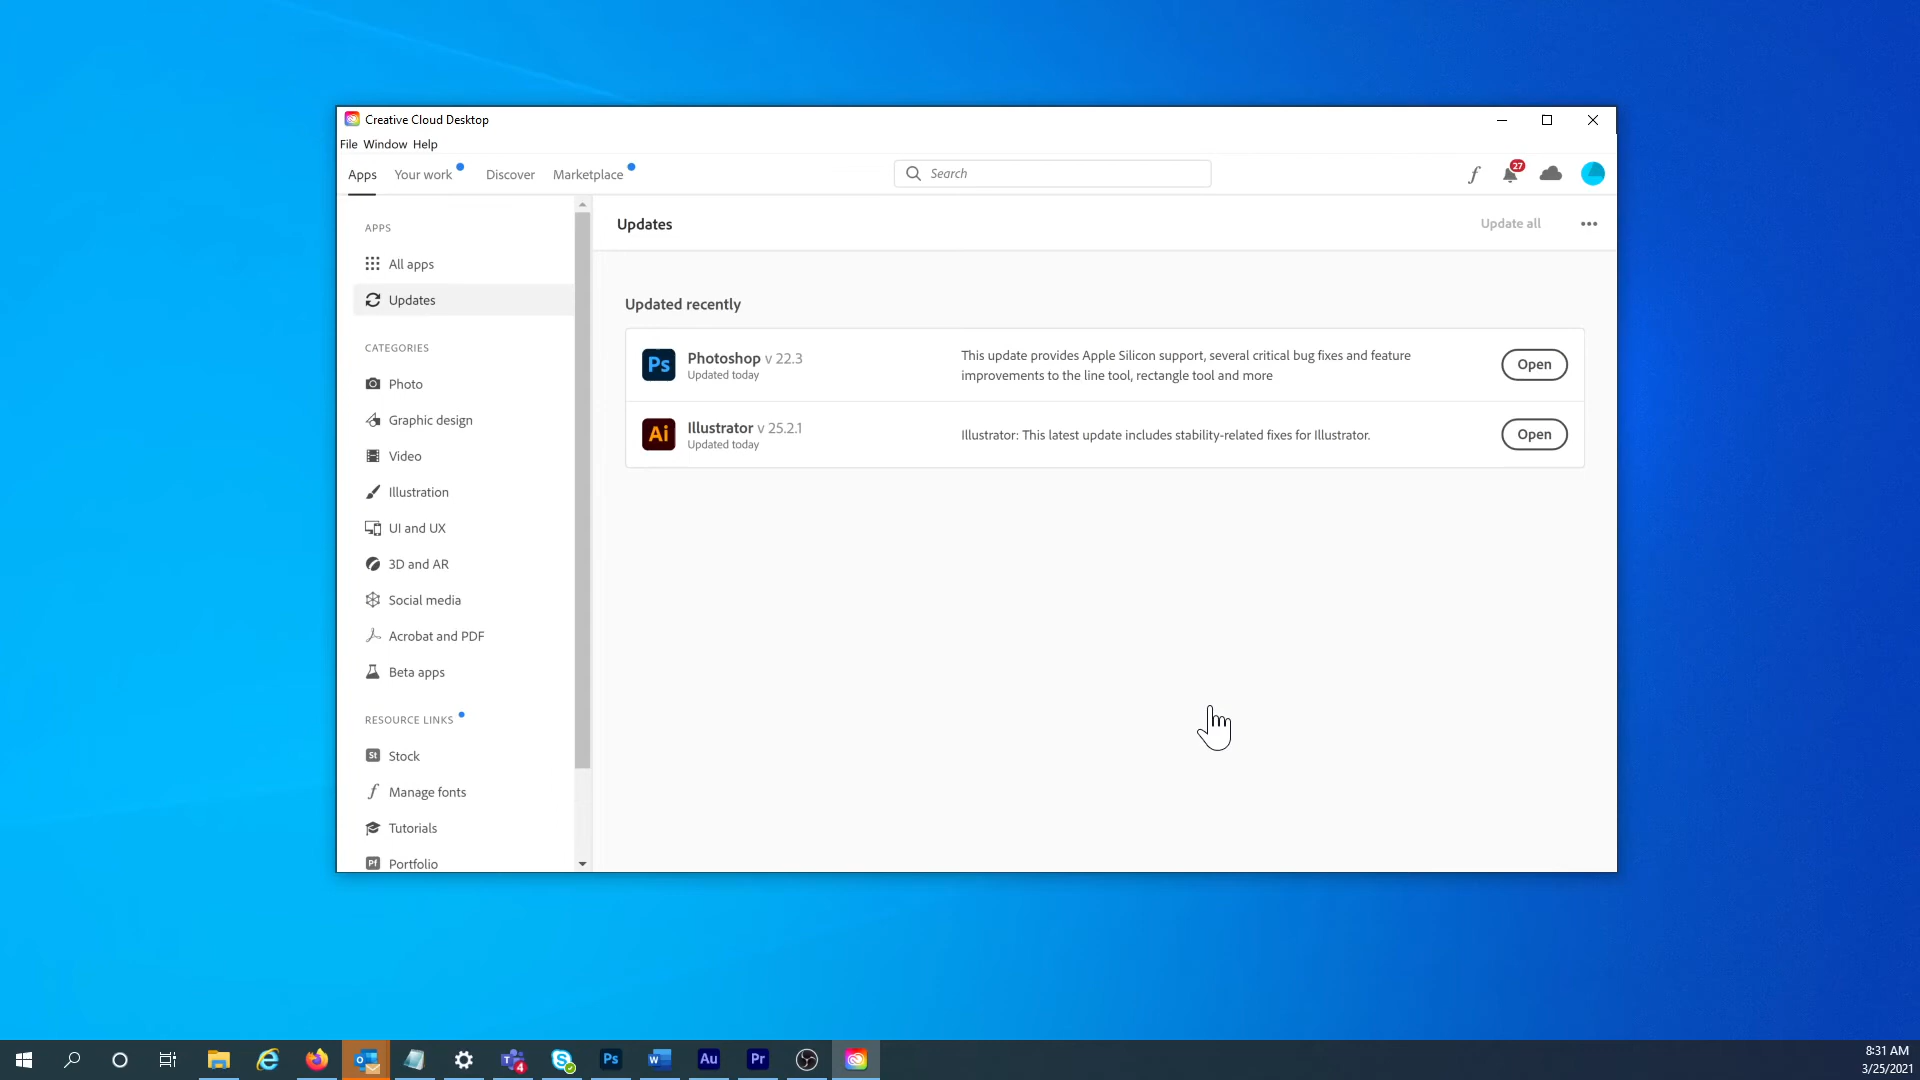 Creative Cloud Desktop
File Window Help
Apps Your work Discover Marketplace
Search
27
APPS
All apps
Updates
CATEGORIES
Photo
Graphic design
Video
Illustration
UI and UX
3D and AR
Social media
Acrobat and PDF
Beta apps
RESOURCE LINKS
St Stock
Manage fonts
Tutorials
Pf Portfolio
Updates
Update all
Updated recently
Ps Photoshop v 22.3
Updated today
This update provides Apple Silicon support, several critical bug fixes and feature
improvements to the line tool, rectangle tool and more
Open
Ai Illustrator v 25.2.1
Updated today
Illustrator: This latest update includes stability-related fixes for Illustrator.
Open
4
Ps
Au
Pr
8:31 AM
3/25/2021